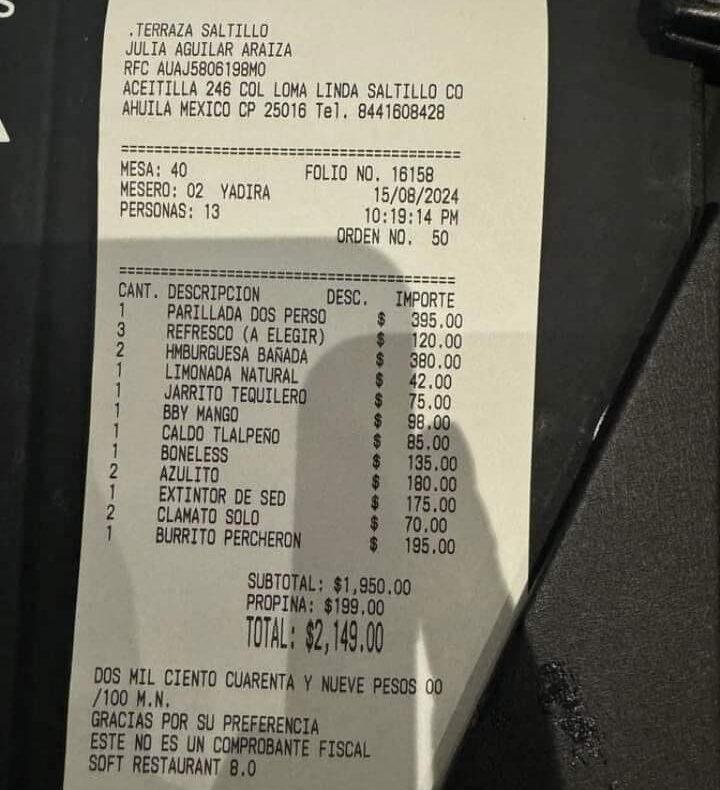 .TERRAZA SALTILLO
JULIA AGUILAR ARAIZA
RFC AUAJ5806198M0
ACEITILLA 246 COL LOMA LINDA SALTILLO CO
AHUILA MEXICO CP 25016 Tel. 8441608428
========================================
MESA: 40 FOLIO NO. 16158
MESERO: 02 YADIRA 15/08/2024
PERSONAS: 13 10:19:14 PM
ORDEN NO. 50
========================================
CANT. DESCRIPCION DESC. IMPORTE
1 PARILLADA DOS PERSO $ 395.00
3 REFRESCO (A ELEGIR) $ 120.00
2 HMBURGUESA BAÑADA $ 380.00
1 LIMONADA NATURAL $ 42.00
1 JARRITO TEQUILERO $ 75.00
1 BBY MANGO $ 98.00
1 CALDO TLALPEÑO $ 85.00
1 BONELESS $ 135.00
2 AZULITO $ 180.00
1 EXTINTOR DE SED $ 175.00
2 CLAMATO SOLO $ 70.00
1 BURRITO PERCHERON $ 195.00
SUBTOTAL: $1,950.00
PROPINA: $199.00
TOTAL: $2,149.00
DOS MIL CIENTO CUARENTA Y NUEVE PESOS 00
/100 M.N.
GRACIAS POR SU PREFERENCIA
ESTE NO ES UN COMPROBANTE FISCAL
SOFT RESTAURANT 8.0